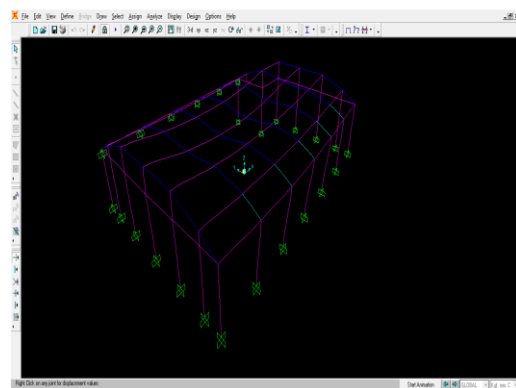 File Edit View Define Bridge Draw Select Assign Analyze Display Design Options Help
Right Click on any joint for displacement values
Start Animation GLOBAL